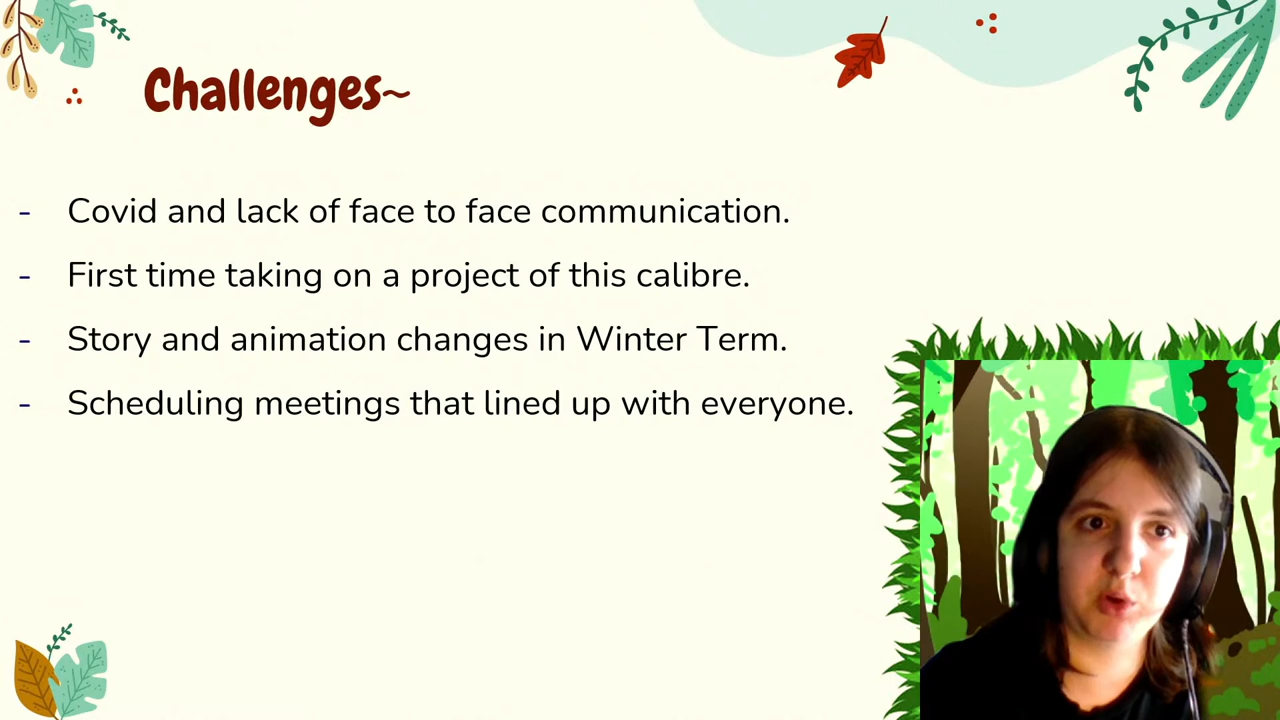 Challenges~
- Covid and lack of face to face communication.
- First time taking on a project of this calibre.
- Story and animation changes in Winter Term.
- Scheduling meetings that lined up with everyone.